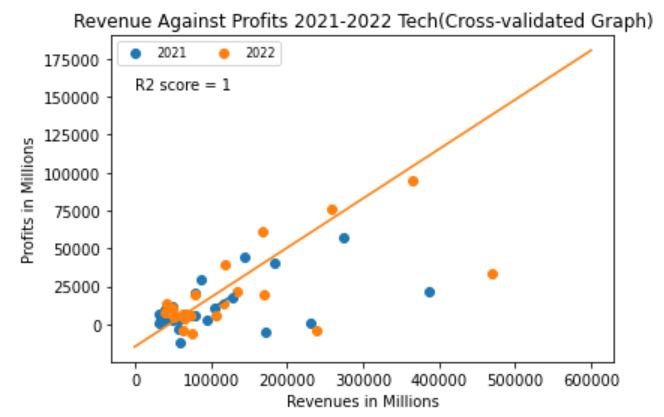 Revenue Against Profits 2021-2022 Tech(Cross-validated Graph)
2021 2022
R2 score = 1
175000
150000
125000
100000
75000
50000
25000
0
Profits in Millions
0 100000 200000 300000 400000 500000 600000
Revenues in Millions